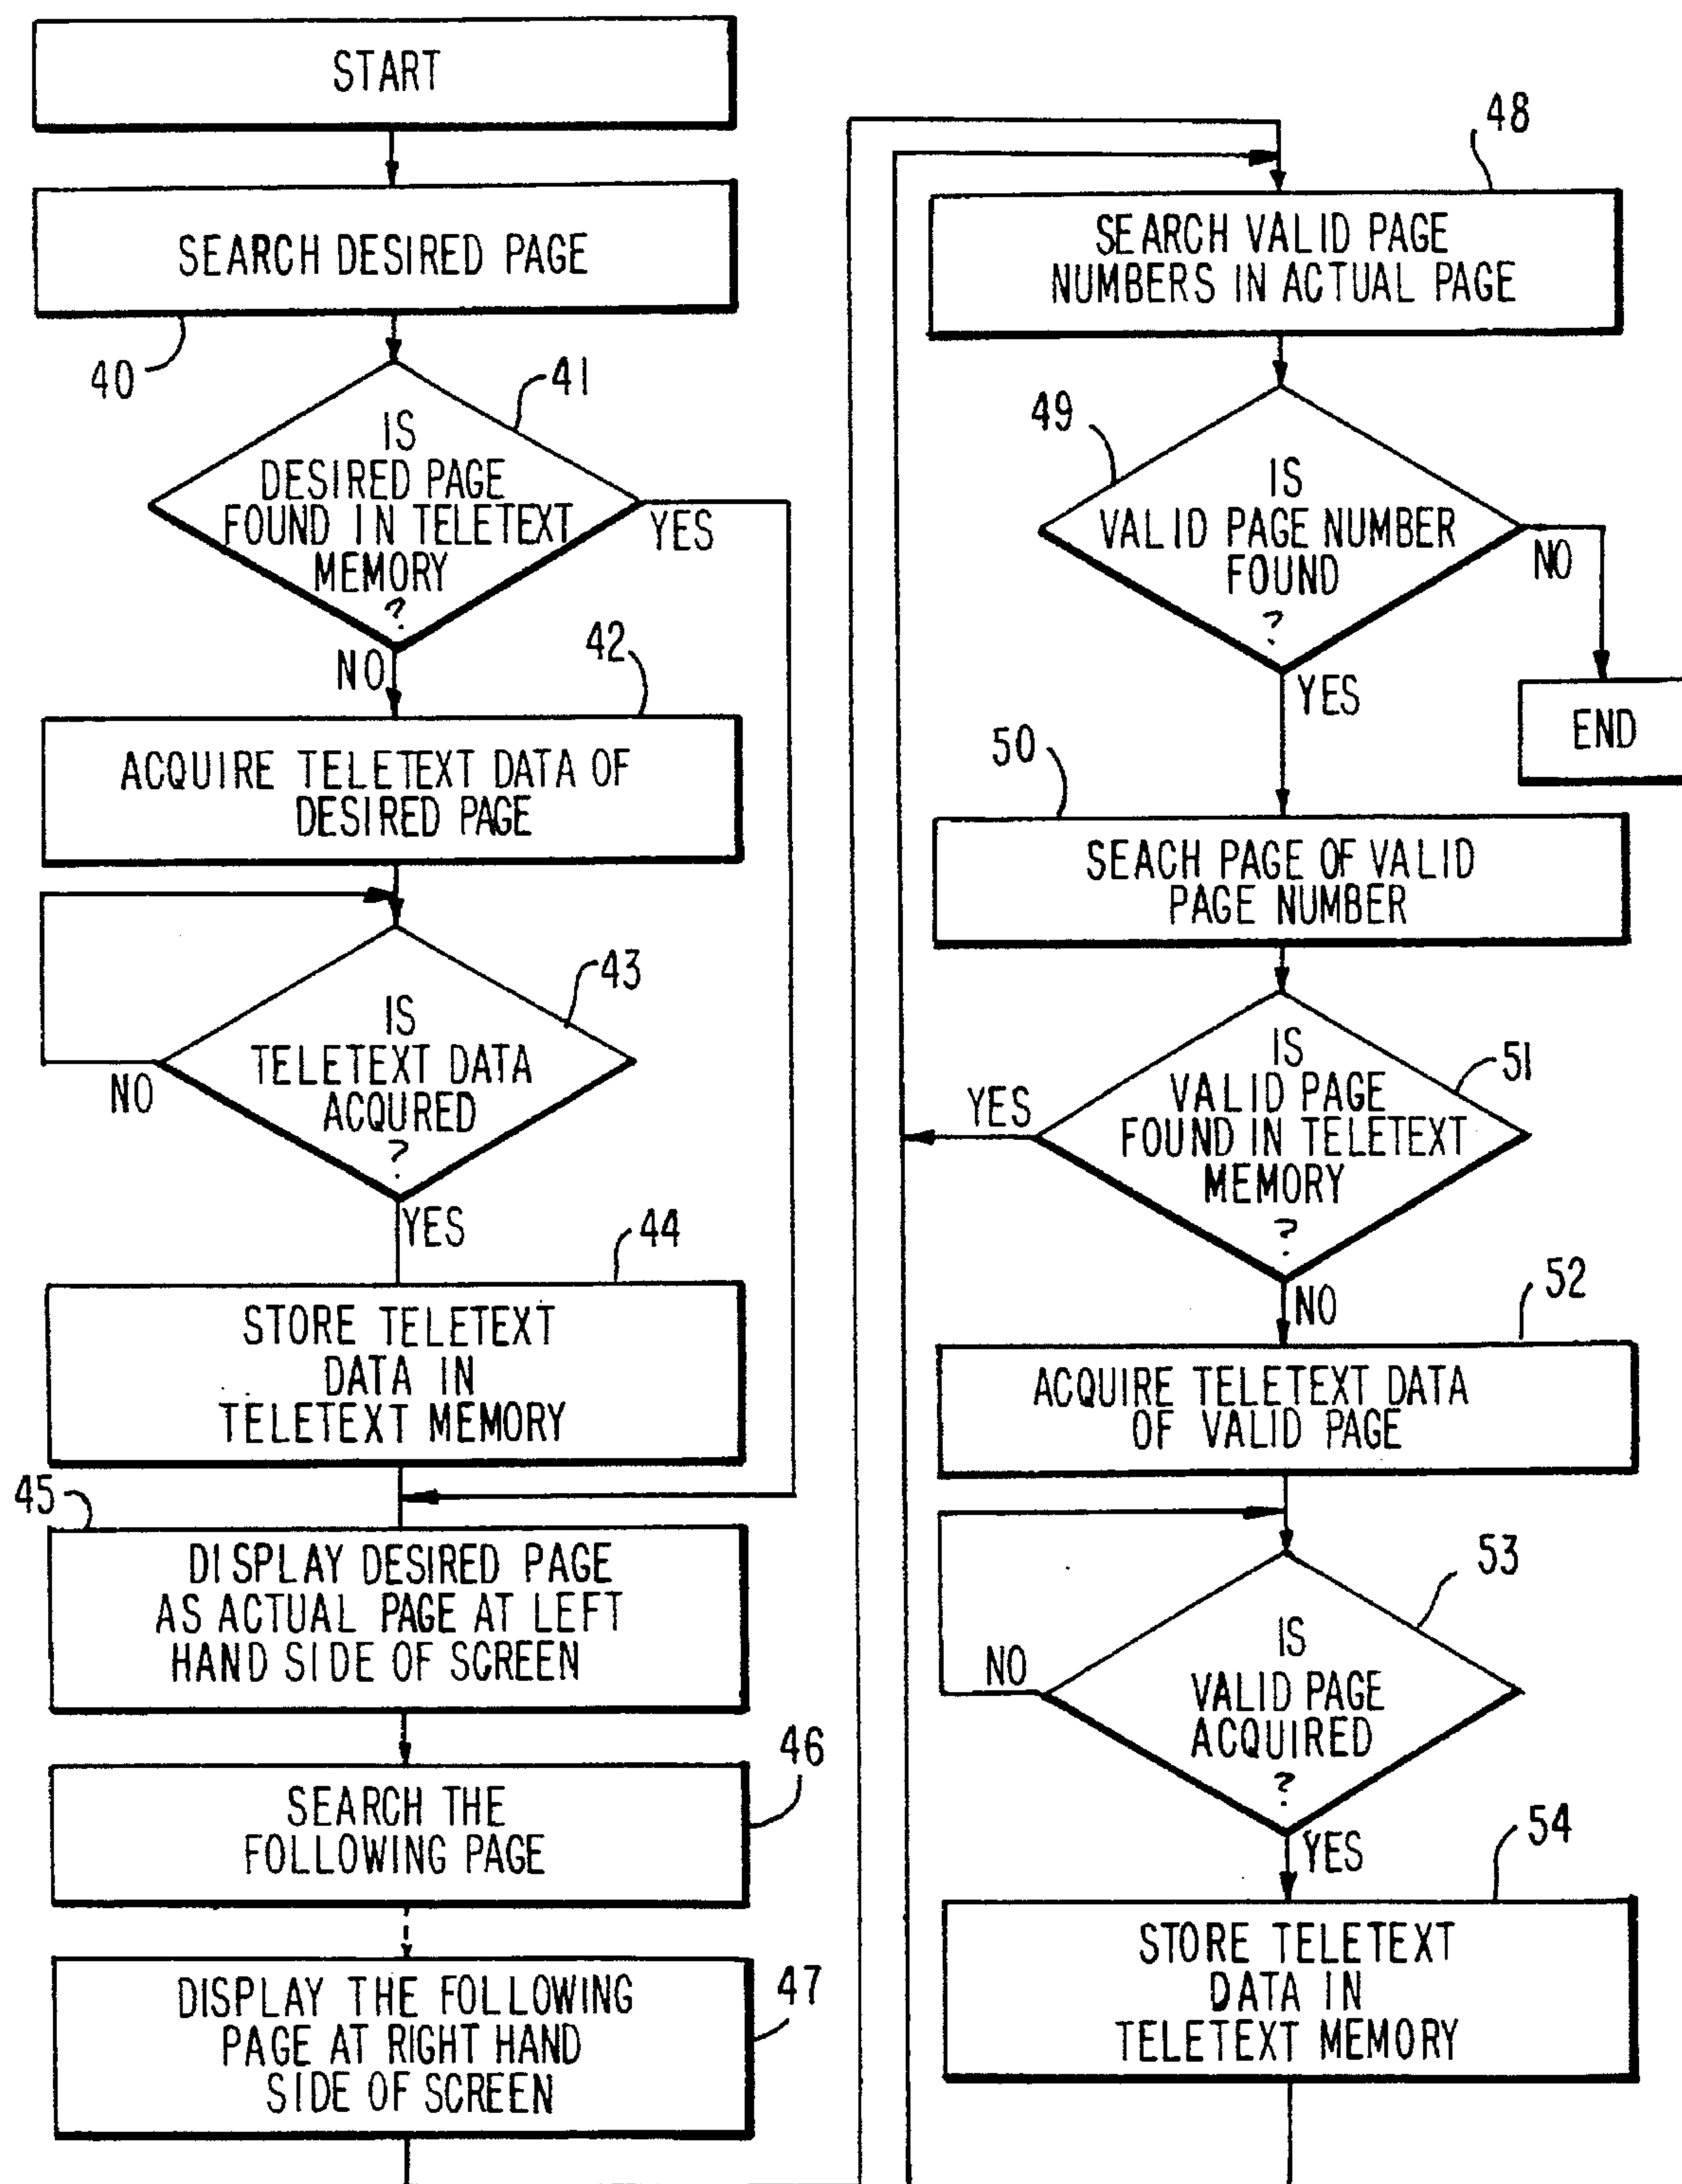 START
SEARCH DESIRED PAGE
40
41
IS
DESIRED PAGE
FOUND IN TELETEXT
MEMORY
?
YES
NO
42
ACQUIRE TELETEXT DATA OF
DESIRED PAGE
43
IS
TELETEXT DATA
ACQURED
?
NO
YES
44
STORE TELETEXT
DATA IN
TELETEXT MEMORY
45
DISPLAY DESIRED PAGE
AS ACTUAL PAGE AT LEFT
HAND SIDE OF SCREEN
46
SEARCH THE
FOLLOWING PAGE
47
DISPLAY THE FOLLOWING
PAGE AT RIGHT HAND
SIDE OF SCREEN
48
SEARCH VALID PAGE
NUMBERS IN ACTUAL PAGE
49
IS
VALID PAGE NUMBER
FOUND
?
NO
YES
END
50
SEACH PAGE OF VALID
PAGE NUMBER
51
IS
VALID PAGE
FOUND IN TELETEXT
MEMORY
?
YES
NO
52
ACQUIRE TELETEXT DATA
OF VALID PAGE
53
IS
VALID PAGE
ACQUIRED
?
NO
YES
54
STORE TELETEXT
DATA IN
TELETEXT MEMORY